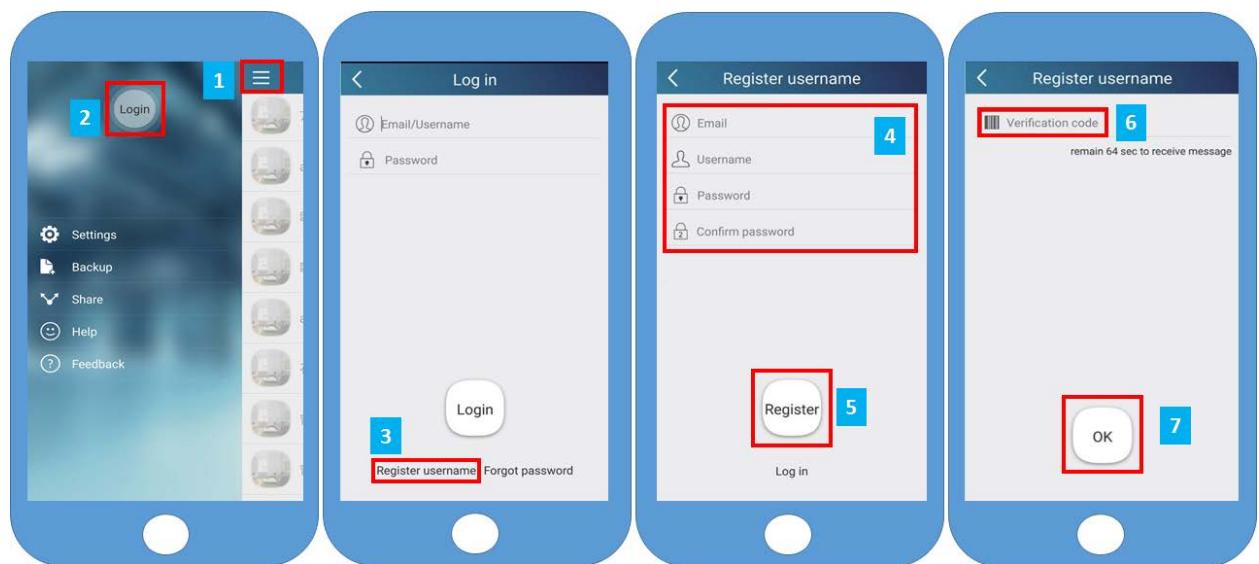 1
2
Login
Settings
Backup
Share
Help
Feedback
Log in
Email/Username
Password
Login
3
Register username Forgot password
Register username
4
Email
Username
Password
Confirm password
Register
5
Log in
Register username
Verification code
6
remain 64 sec to receive message
OK
7